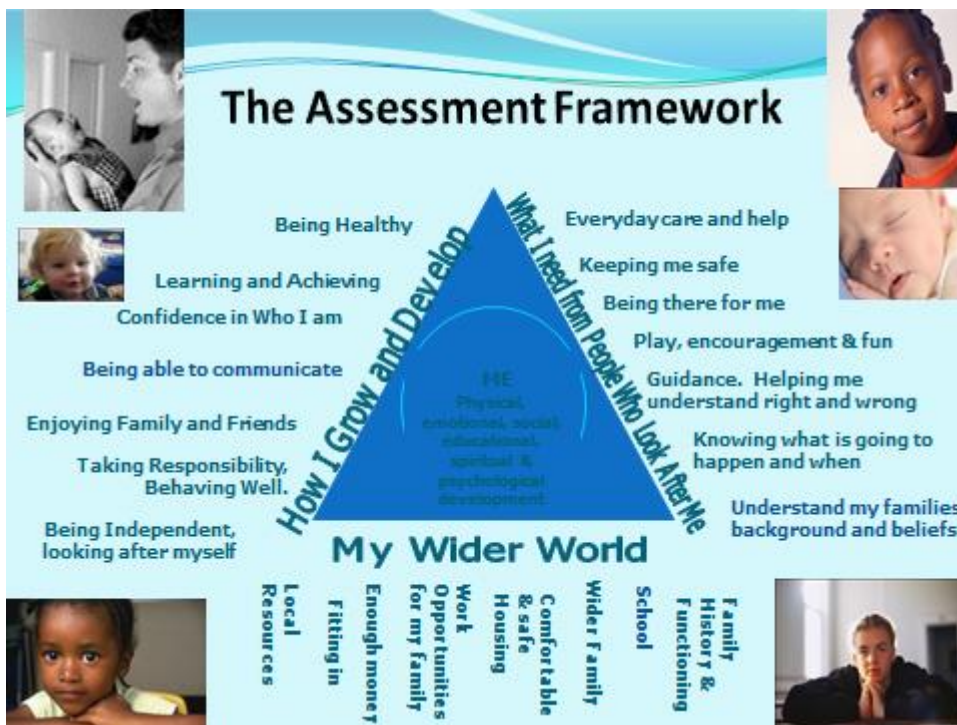 The Assessment Framework
Being Healthy
Learning and Achieving
Confidence in Who I am
Being able to communicate
Enjoying Family and Friends
Taking Responsibility,
Behaving Well.
Being Independent,
looking after myself
How I Grow and Develop
ME
Physical,
emotional, social,
educational,
spiritual &
psychological
development
What I need from People Who Look After Me
Everyday care and help
Keeping me safe
Being there for me
Play, encouragement & fun
Guidance. Helping me
understand right and wrong
Knowing what is going to
happen and when
Understand my families
background and beliefs
My Wider World
Local
Resources
Fitting in
Enough money
Work
Opportunities
for my family
Comfortable
& safe
Housing
Wider Family
School
Family
History &
Functioning